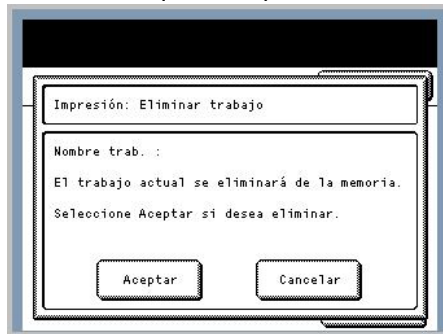 Impresión: Eliminar trabajo
Nombre trab. :
El trabajo actual se eliminará de la memoria.
Seleccione Aceptar si desea eliminar.
Aceptar
Cancelar